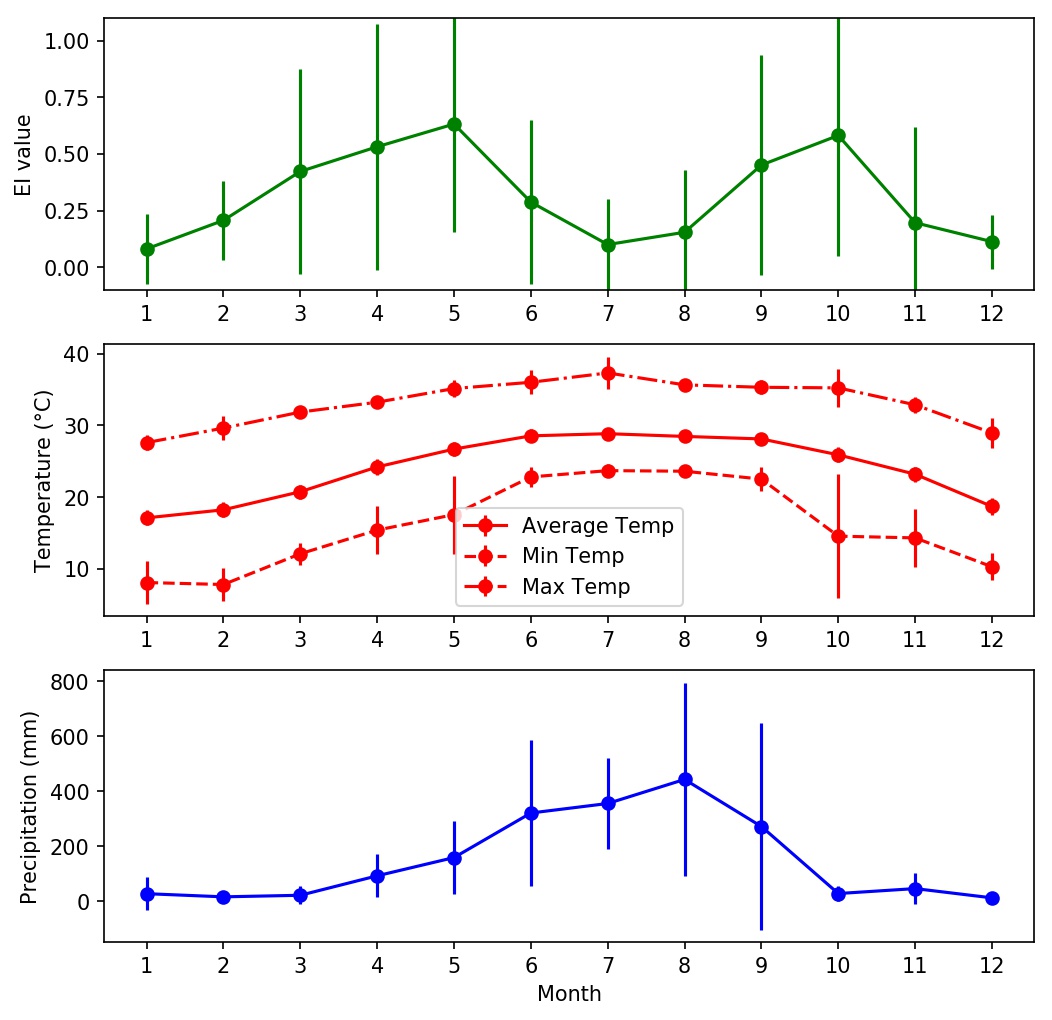 EI value
1.00
0.75
0.50
0.25
0.00
1 2 3 4 5 6 7 8 9 10 11 12
Temperature (°C)
40
30
20
10
Average Temp
Min Temp
Max Temp
1 2 3 4 5 6 7 8 9 10 11 12
Precipitation (mm)
800
600
400
200
0
1 2 3 4 5 6 7 8 9 10 11 12
Month